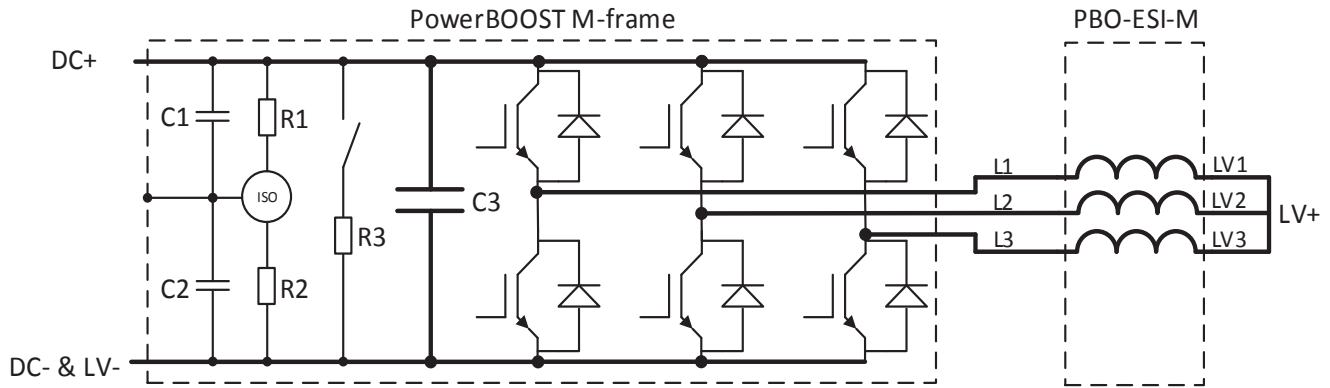 PowerBOOST M-frame
PBO-ESI-M
DC+
C1
R1
L1
LV1
ISO
C3
L2
LV2
LV+
R3
L3
LV3
C2
R2
DC- & LV-